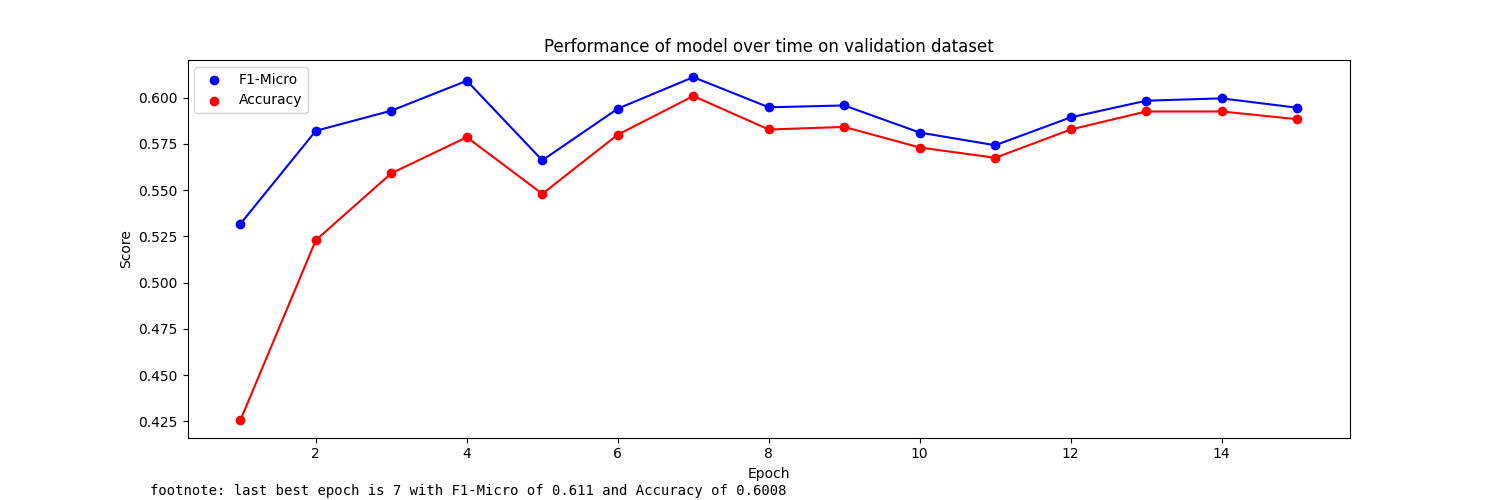 Performance of model over time on validation dataset
F1-Micro
Accuracy
0.600
0.575
0.550
0.525
0.500
0.475
0.450
0.425
Score
2 4 6 8 10 12 14
Epoch
footnote: last best epoch is 7 with F1-Micro of 0.611 and Accuracy of 0.6008